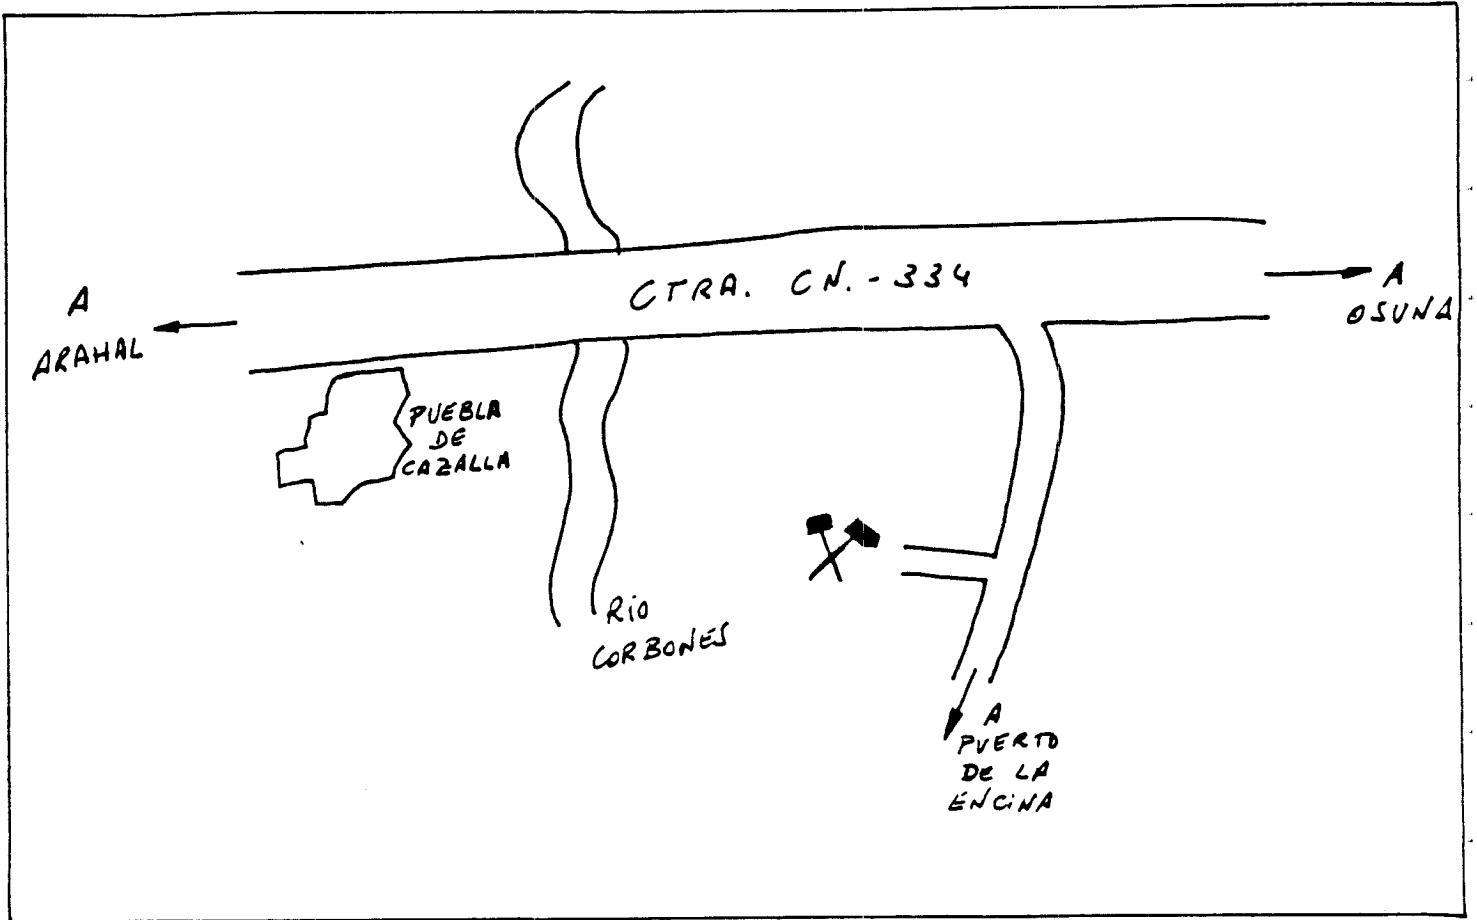 CTRA. CN. - 334
A
ARAHAL
A
OSUNA
PUEBLA
DE
CAZALLA
RiO
CORBONES
A
PUERTO
DE LA
ENCiNA